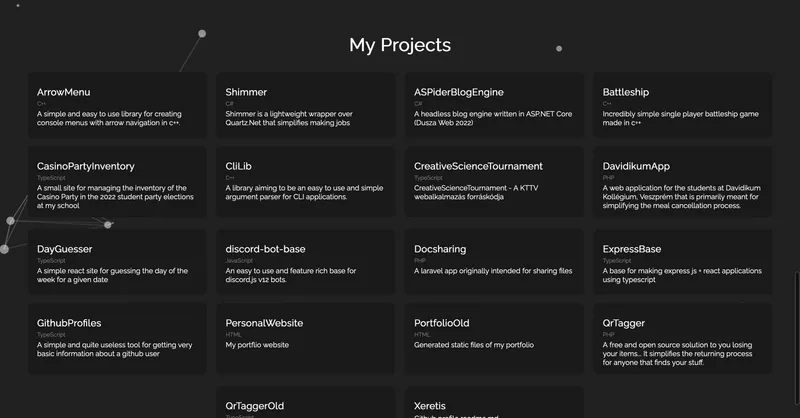 My Projects
ArrowMenu
C++
A simple and easy to use library for creating
console menus with arrow navigation in c++.
Shimmer
C#
Shimmer is a lightweight wrapper over
Quartz.Net that simplifies making jobs
ASPiderBlogEngine
C#
A headless blog engine written in ASP.NET Core
(Dusza Web 2022)
Battleship
C++
Incredibly simple single player battleship game
made in c++
CasinoPartyInventory
TypeScript
A small site for managing the inventory of the
Casino Party in the 2022 student party elections
at my school
CliLib
C++
A library aiming to be an easy to use and simple
argument parser for CLI applications.
CreativeScienceTournament
TypeScript
CreativeScienceTournament - A KTTV
webalkalmazás forráskódja
DavidikumApp
PHP
A web application for the students at Davidikum
Kollégium, Veszprém that is primarily meant for
simplifying the meal cancellation process.
DayGuesser
TypeScript
A simple react site for guessing the day of the
week for a given date
discord-bot-base
JavaScript
An easy to use and feature rich base for
discord.js v12 bots.
Docsharing
PHP
A laravel app originally intended for sharing files
ExpressBase
TypeScript
A base for making express js + react applications
using typescript
GithubProfiles
TypeScript
A simple and quite useless tool for getting very
basic information about a github user
PersonalWebsite
HTML
My portflio website
PortfolioOld
HTML
Generated static files of my portfolio
QrTagger
PHP
A free and open source solution to you losing
your items... It simplifies the returning process
for anyone that finds your stuff.
QrTaggerOld
TypeScript
Xeretis
Github profile readme.md